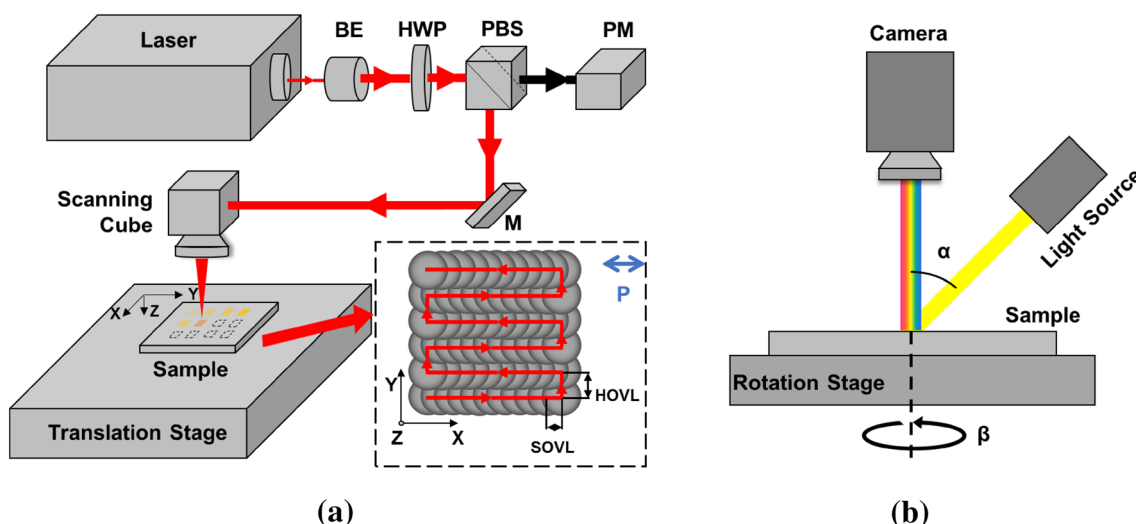 Laser
BE
HWP
PBS
PM
Scanning
Cube
M
Y
X
Z
Sample
Translation Stage
P
Y
HOVL
Z
X
SOVL
(a)
Camera
Light Source
α
Sample
Rotation Stage
β
(b)